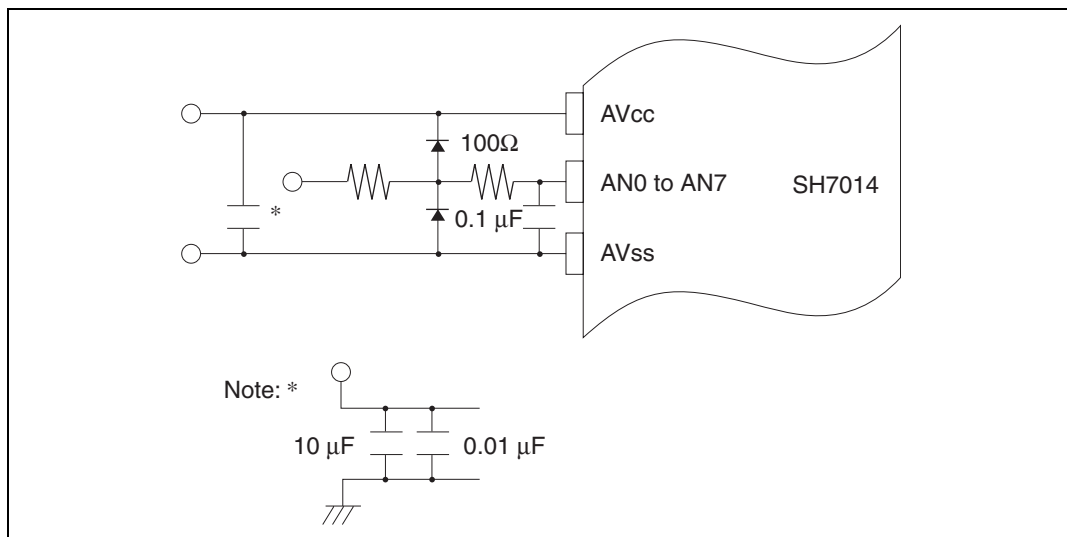 AVcc
100Ω
AN0 to AN7
SH7014
*
0.1 μF
AVss
Note: *
10 μF
0.01 μF